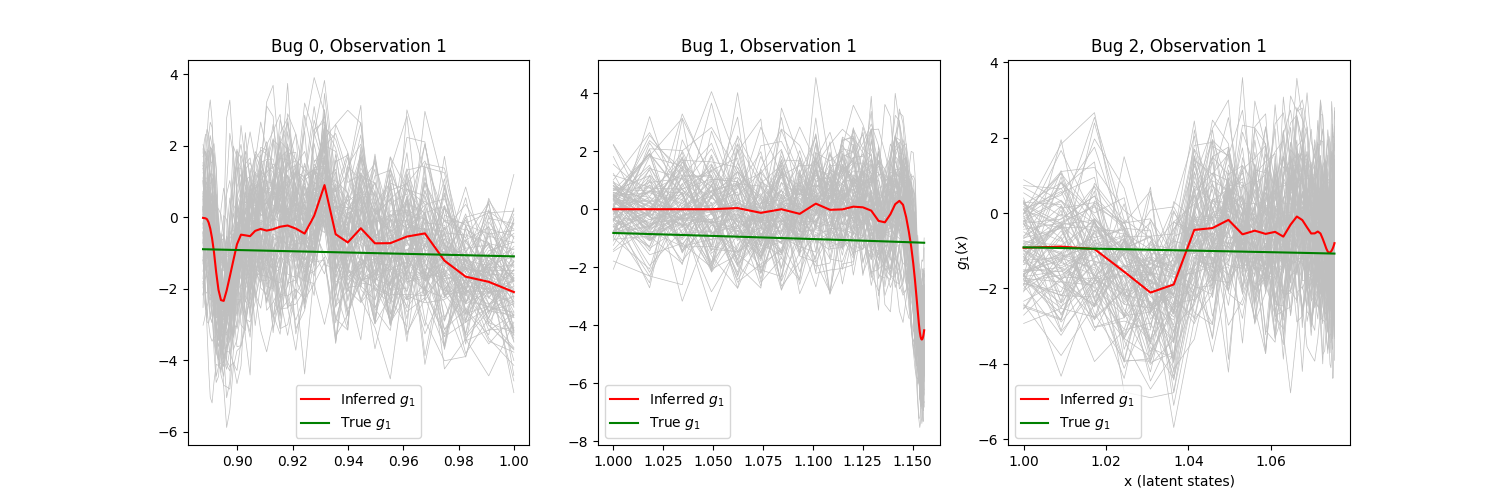 Bug 0, Observation 1
4
2
0
−2
−4
−6
0.90 0.92 0.94 0.96 0.98 1.00
Inferred g₁
True g₁
Bug 1, Observation 1
4
2
0
−2
−4
−6
−8
1.000 1.025 1.050 1.075 1.100 1.125 1.150
Inferred g₁
True g₁
Bug 2, Observation 1
g₁(x)
4
2
0
−2
−4
−6
1.00 1.02 1.04 1.06
x (latent states)
Inferred g₁
True g₁